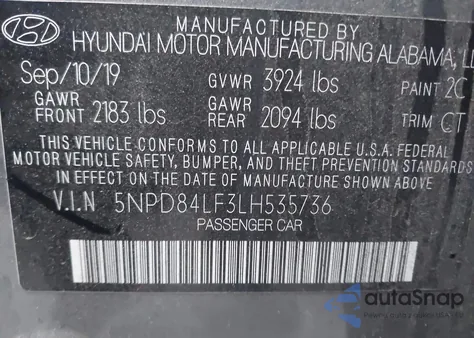 MANUFACTURED BY
HYUNDAI MOTOR MANUFACTURING ALABAMA,
Sep/10/19 GVWR 3924 lbs PAINT 2C
GAWR FRONT 2183 lbs GAWR REAR 2094 lbs TRIM CT
THIS VEHICLE CONFORMS TO ALL APPLICABLE U.S.A. FEDERAL
MOTOR VEHICLE SAFETY, BUMPER, AND THEFT PREVENTION STANDARDS
IN EFFECT ON THE DATE OF MANUFACTURE SHOWN ABOVE.
V.I.N 5NPD84LF3LH535736
PASSENGER CAR
autoSnap